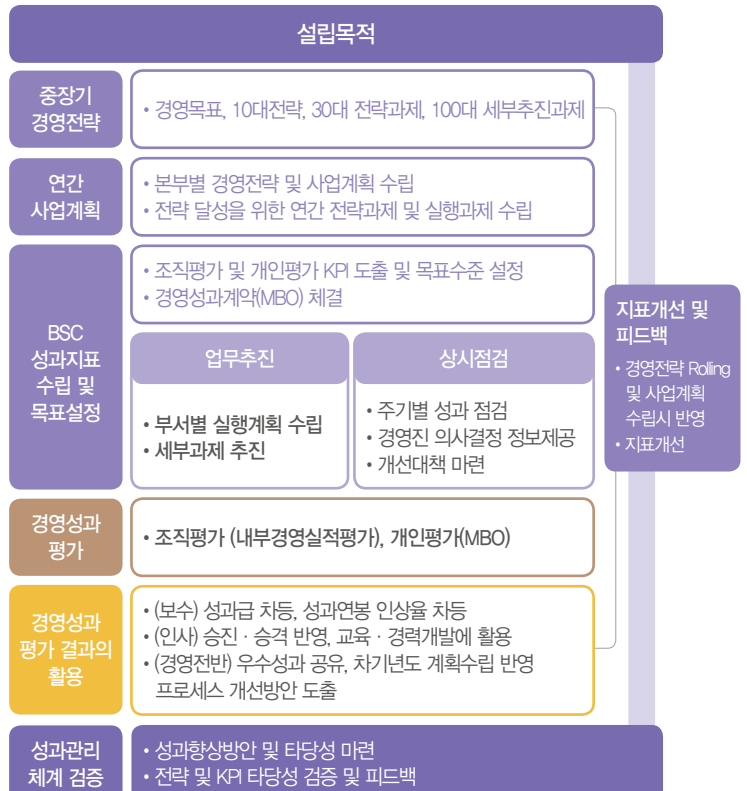 설립목적
중장기
경영전략
• 경영목표, 10대전략, 30대 전략과제, 100대 세부추진과제
연간
사업계획
• 본부별 경영전략 및 사업계획 수립
• 전략 달성을 위한 연간 전략과제 및 실행과제 수립
BSC
성과지표
수립 및
목표설정
• 조직평가 및 개인평가 KPI 도출 및 목표수준 설정
• 경영성과계약(MBO) 체결
업무추진
• 부서별 실행계획 수립
• 세부과제 추진
상시점검
• 주기별 성과 점검
• 경영진 의사결정 정보제공
• 개선대책 마련
지표개선 및
피드백
• 경영전략 Rolling
및 사업계획
수립시 반영
• 지표개선
경영성과
평가
• 조직평가 (내부경영실적평가), 개인평가(MBO)
경영성과
평가 결과의
활용
• (보수) 성과급 차등, 성과연봉 인상율 차등
• (인사) 승진 · 승격 반영, 교육 · 경력개발에 활용
• (경영전반) 우수성과 공유, 차기년도 계획수립 반영
프로세스 개선방안 도출
성과관리
체계 검증
• 성과향상방안 및 타당성 마련
• 전략 및 KPI 타당성 검증 및 피드백